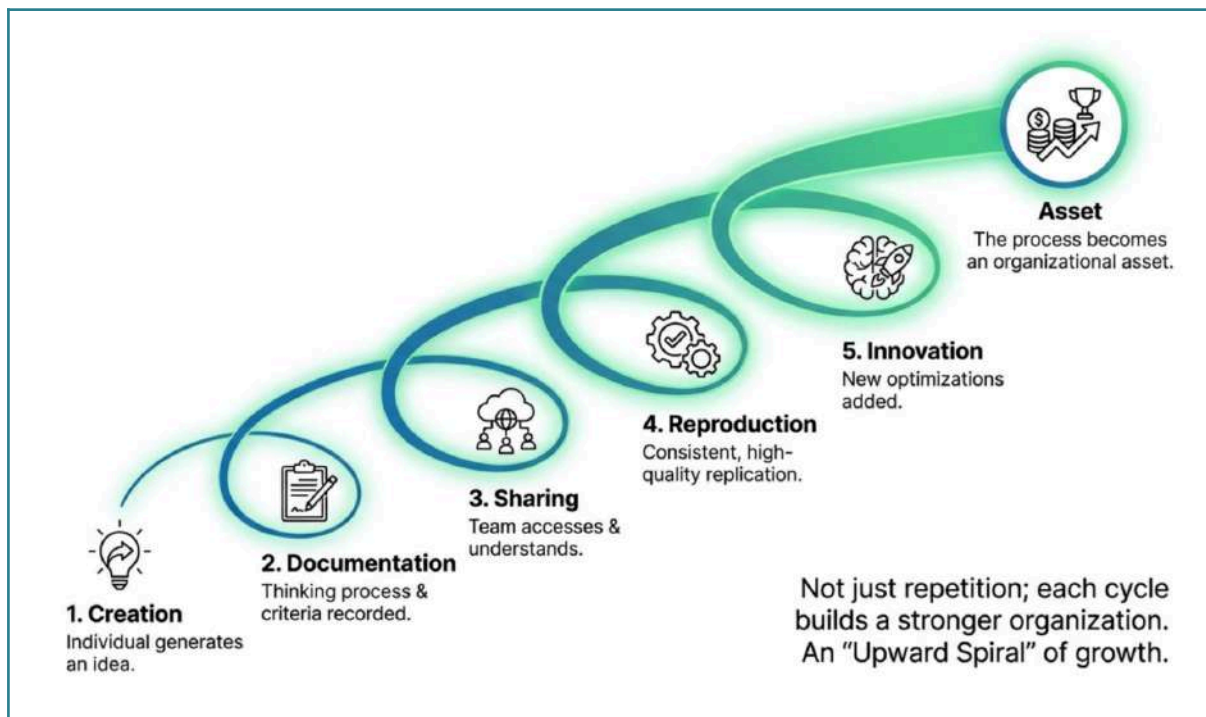 1. Creation
Individual generates
an idea.
2. Documentation
Thinking process &
criteria recorded.
3. Sharing
Team accesses &
understands.
4. Reproduction
Consistent, high-
quality replication.
5. Innovation
New optimizations
added.
$
Asset
The process becomes
an organizational asset.
Not just repetition; each cycle
builds a stronger organization.
An “Upward Spiral” of growth.